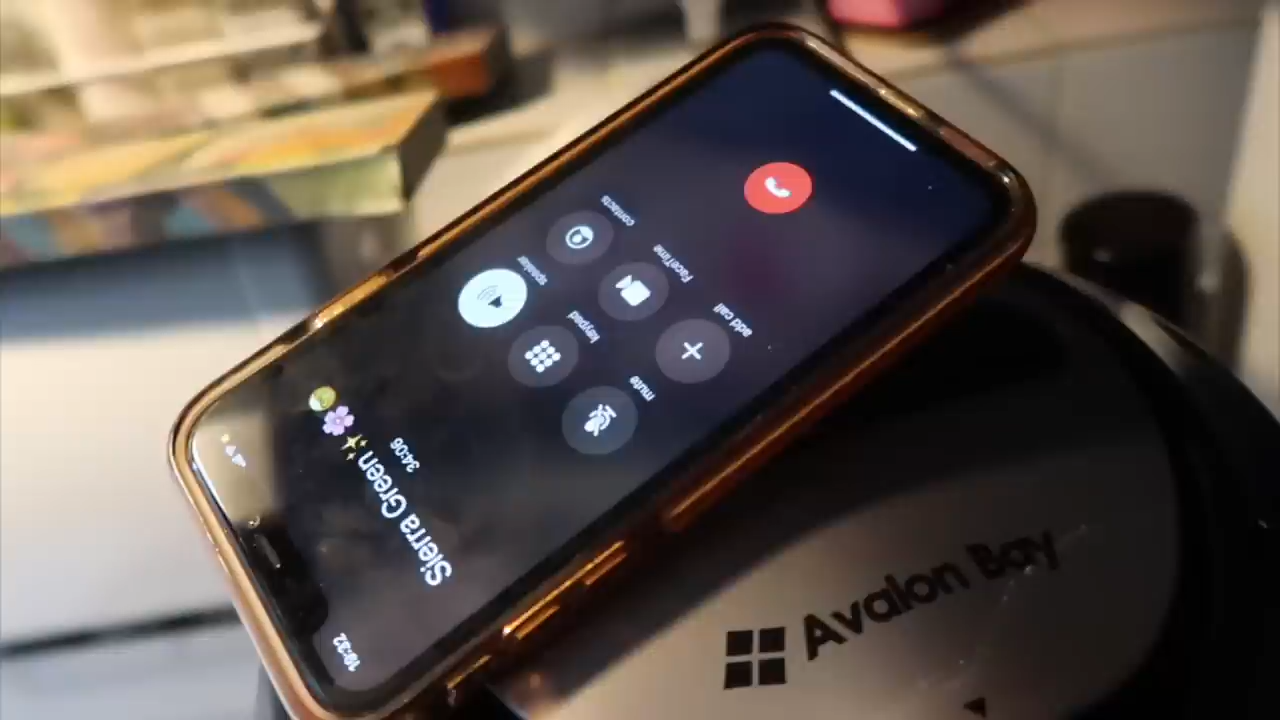 Sierra Green✨🌸🤢
34:06
mute
keypad
speaker
add call
FaceTime
contacts
Avalon Bay